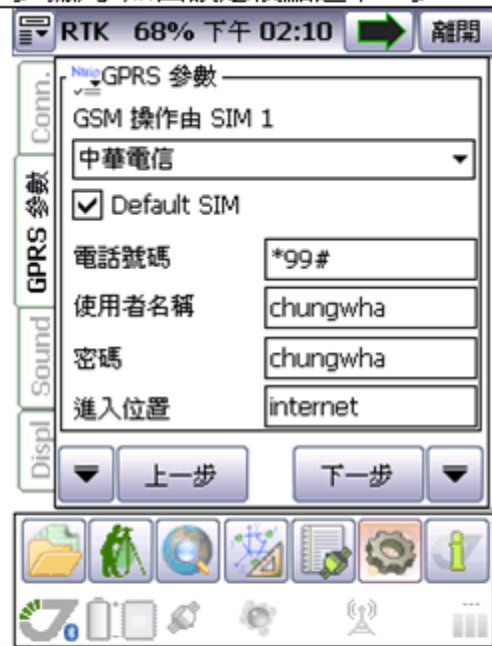 RTK 68% 下午 02:10 離開
Conn.
GPRS 參數
Sound
Displ
Ntrip GPRS 參數
GSM 操作由 SIM 1
中華電信
Default SIM
電話號碼 *99#
使用者名稱 chungwha
密碼 chungwha
進入位置 internet
上一步 下一步